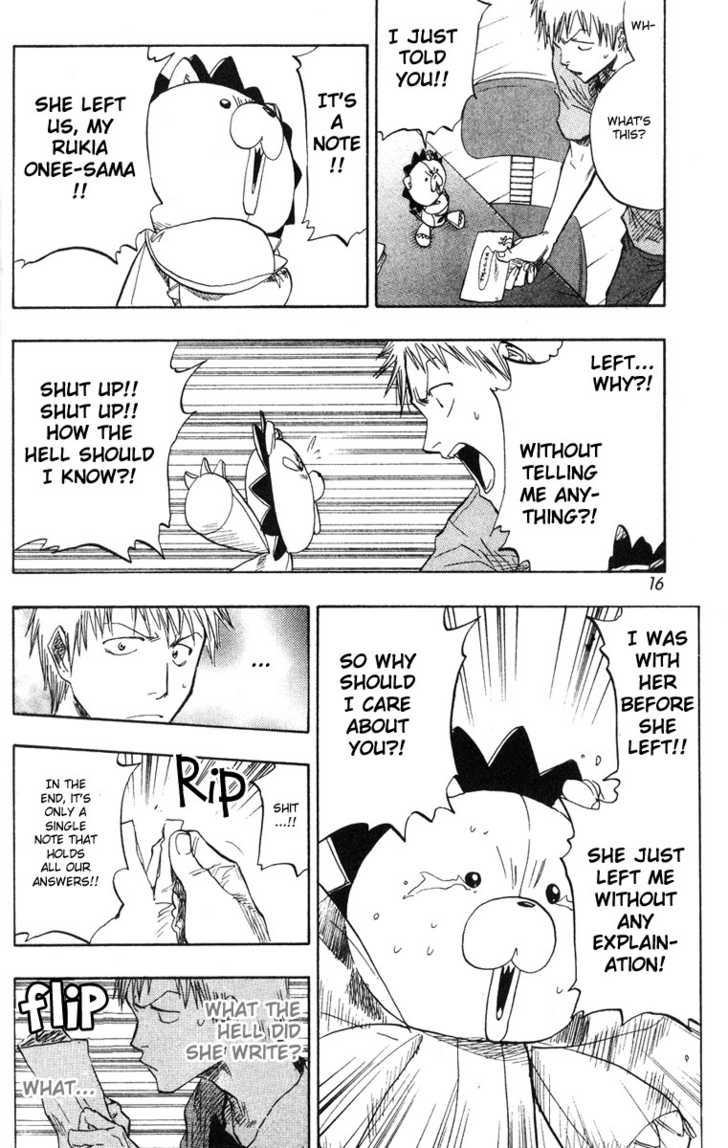 WH-
WHAT'S
THIS?
I JUST
TOLD
YOU!!
IT'S
A
NOTE
!!
SHE LEFT
US, MY
RUKIA
ONEE-SAMA
!!
LEFT...
WHY?!
WITHOUT
TELLING
ME ANY-
THING?!
SHUT UP!!
SHUT UP!!
HOW THE
HELL SHOULD
I KNOW?!
16
I WAS
WITH
HER
BEFORE
SHE
LEFT!!
SO WHY
SHOULD
I CARE
ABOUT
YOU?!
SHE JUST
LEFT ME
WITHOUT
ANY
EXPLAIN-
ATION!
...
RIP
SHIT
...!!
IN THE
END, IT'S
ONLY A
SINGLE
NOTE THAT
HOLDS
ALL OUR
ANSWERS!!
flip
WHAT THE
HELL DID
SHE WRITE?
WHAT...